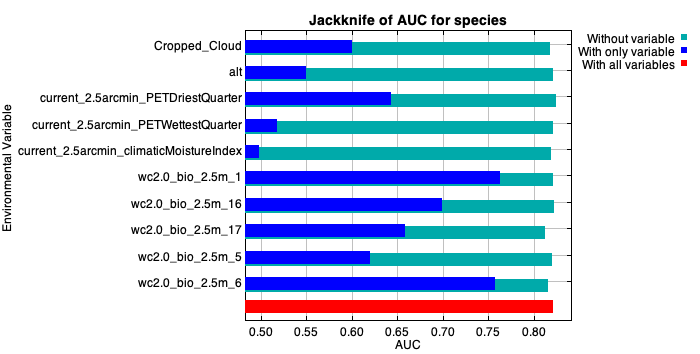 Jackknife of AUC for species
Without variable
With only variable
With all variables
Environmental Variable
Cropped_Cloud
alt
current_2.5arcmin_PETDriestQuarter
current_2.5arcmin_PETWettestQuarter
current_2.5arcmin_climaticMoistureIndex
wc2.0_bio_2.5m_1
wc2.0_bio_2.5m_16
wc2.0_bio_2.5m_17
wc2.0_bio_2.5m_5
wc2.0_bio_2.5m_6
0.50 0.55 0.60 0.65 0.70 0.75 0.80
AUC